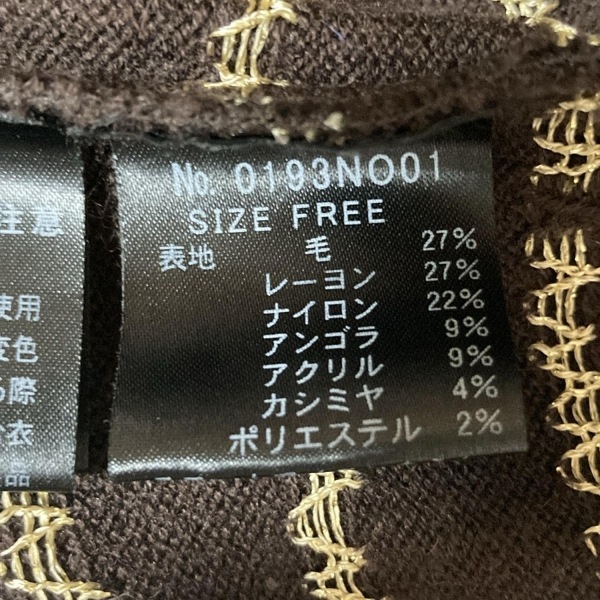 No. 0193NO01
SIZE FREE
表地 毛 27%
レーヨン 27%
ナイロン 22%
アンゴラ 9%
アクリル 9%
カシミヤ 4%
ポリエステル 2%
注意
使用
変色
際
衣
品